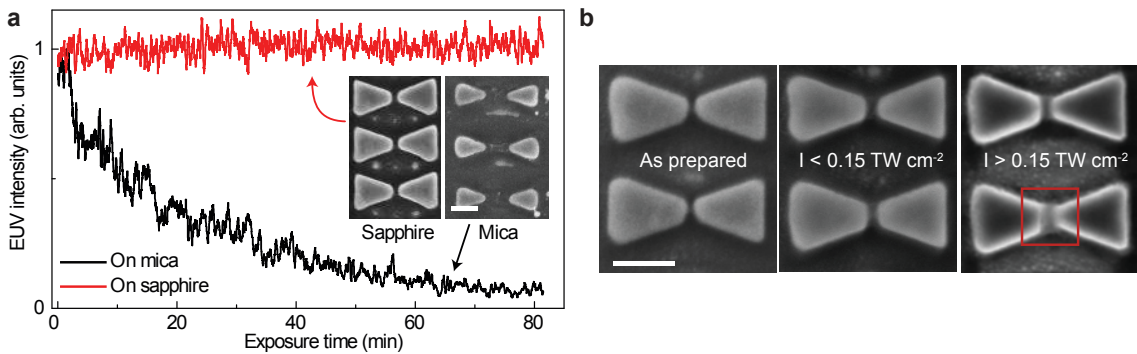 a
EUV intensity (arb. units)
1
0
Sapphire
Mica
On mica
On sapphire
0
20
40
60
80
Exposure time (min)
b
As prepared
I < 0.15 TW cm-2
I > 0.15 TW cm-2